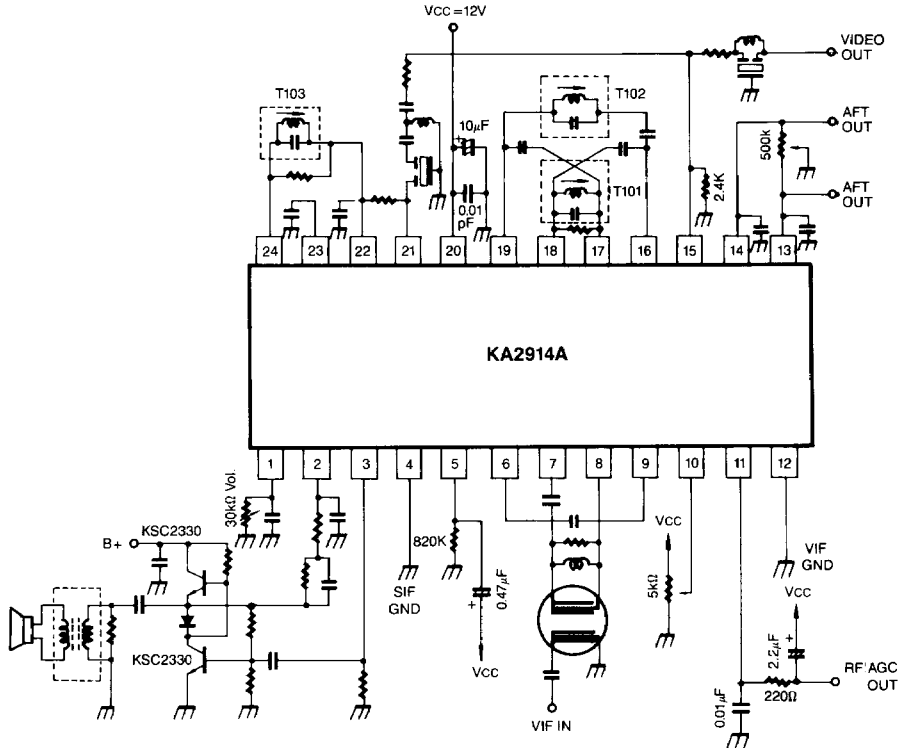 VCC = 12V
VIDEO
OUT
T103
T102
AFT
OUT
10μF
500k
T101
2.4K
AFT
OUT
0.01
pF
24
23
22
21
20
19
18
17
16
15
14
13
KA2914A
1
2
3
4
5
6
7
8
9
10
11
12
30kΩ Vol.
KSC2330
B+
820K
VCC
VIF
GND
0.47μF
SIF
GND
5kΩ
VCC
2.2μF
KSC2330
VCC
RF'AGC
OUT
220Ω
0.01μF
VIF IN